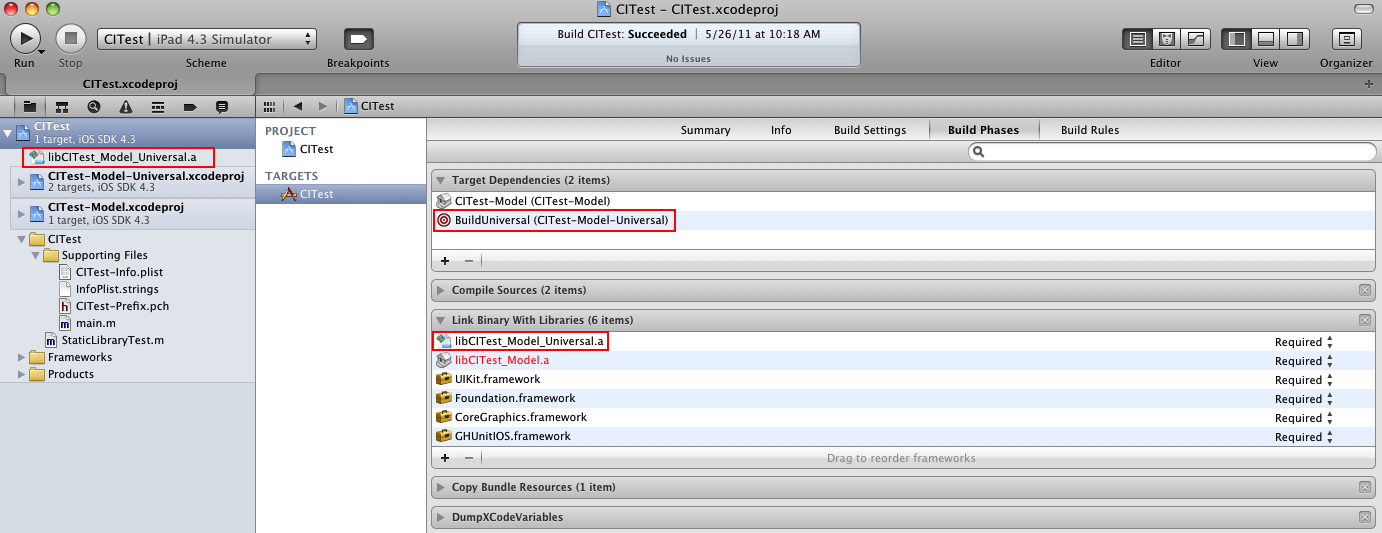 CITest - CITest.xcodeproj
CITest | iPad 4.3 Simulator
Run
Stop
Scheme
Breakpoints
Build CITest: Succeeded | 5/26/11 at 10:18 AM
No Issues
Editor
View
Organizer
CITest.xcodeproj
CITest
CITest
1 target, iOS SDK 4.3
libCITest_Model_Universal.a
CITest-Model-Universal.xcodeproj
2 targets, iOS SDK 4.3
CITest-Model.xcodeproj
1 target, iOS SDK 4.3
CITest
Supporting Files
CITest-Info.plist
InfoPlist.strings
CITest-Prefix.pch
main.m
StaticLibraryTest.m
Frameworks
Products
PROJECT
CITest
TARGETS
CITest
Summary
Info
Build Settings
Build Phases
Build Rules
Target Dependencies (2 items)
CITest-Model (CITest-Model)
BuildUniversal (CITest-Model-Universal)
Compile Sources (2 items)
Link Binary With Libraries (6 items)
libCITest_Model_Universal.a Required
libCITest_Model.a Required
UIKit.framework Required
Foundation.framework Required
CoreGraphics.framework Required
GHUnitIOS.framework Required
Drag to reorder frameworks
Copy Bundle Resources (1 item)
DumpXCodeVariables